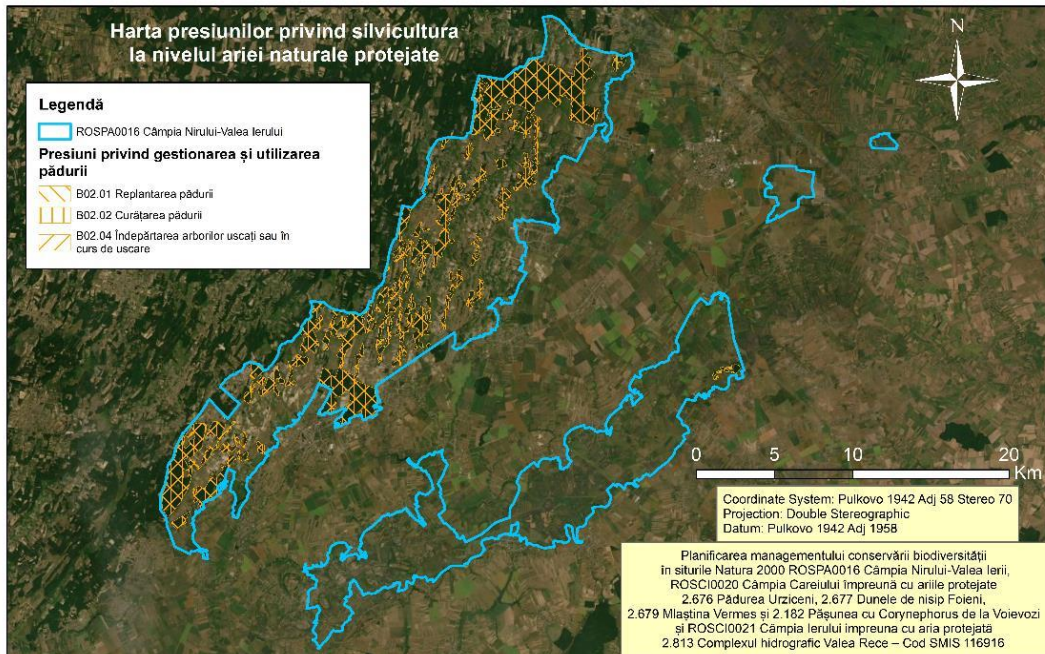 Harta presiunilor privind silvicultura
la nivelul ariei naturale protejate
N
Legendă
ROSPA0016 Câmpia Nirului-Valea Ierului
Presiuni privind gestionarea și utilizarea
pădurii
B02.01 Replantarea pădurii
B02.02 Curățarea pădurii
B02.04 Îndepărtarea arborilor uscați sau în
curs de uscare
0 5 10 20
Km
Coordinate System: Pulkovo 1942 Adj 58 Stereo 70
Projection: Double Stereographic
Datum: Pulkovo 1942 Adj 1958
Planificarea managementului conservării biodiversității
în siturile Natura 2000 ROSPA0016 Câmpia Nirului-Valea Ierii,
ROSCI0020 Câmpia Careiului împreună cu ariile protejate
2.676 Pădurea Urziceni, 2.677 Dunele de nisip Foieni,
2.679 Mlaștina Vermes și 2.182 Pășunea cu Corynephorus de la Voievozi
și ROSCI0021 Câmpia Ierului impreuna cu aria protejată
2.813 Complexul hidrografic Valea Rece – Cod SMIS 116916